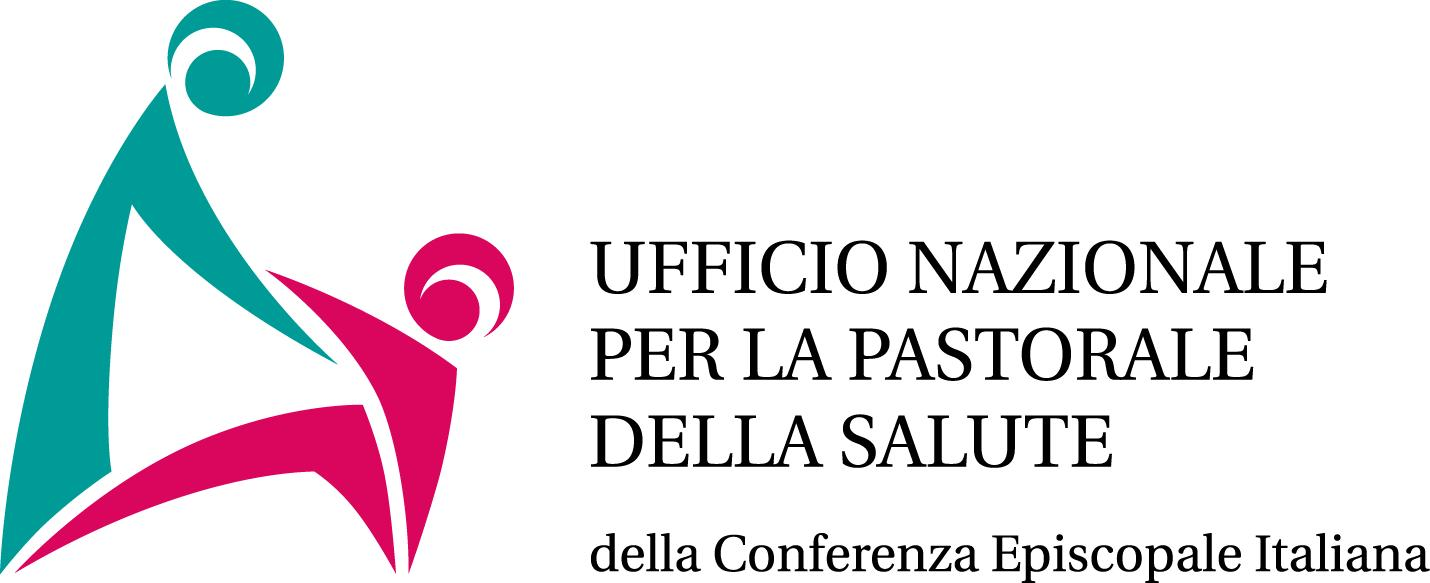 UFFICIO NAZIONALE
PER LA PASTORALE
DELLA SALUTE
della Conferenza Episcopale Italiana